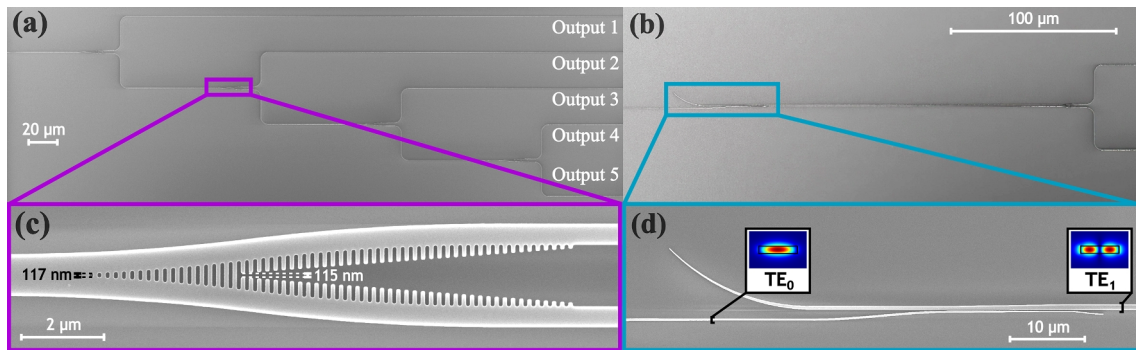 (a)
Output 1
Output 2
Output 3
Output 4
Output 5
20 µm
(b)
100 µm
(c)
117 nm
115 nm
2 µm
(d)
TE₀
TE₁
10 µm